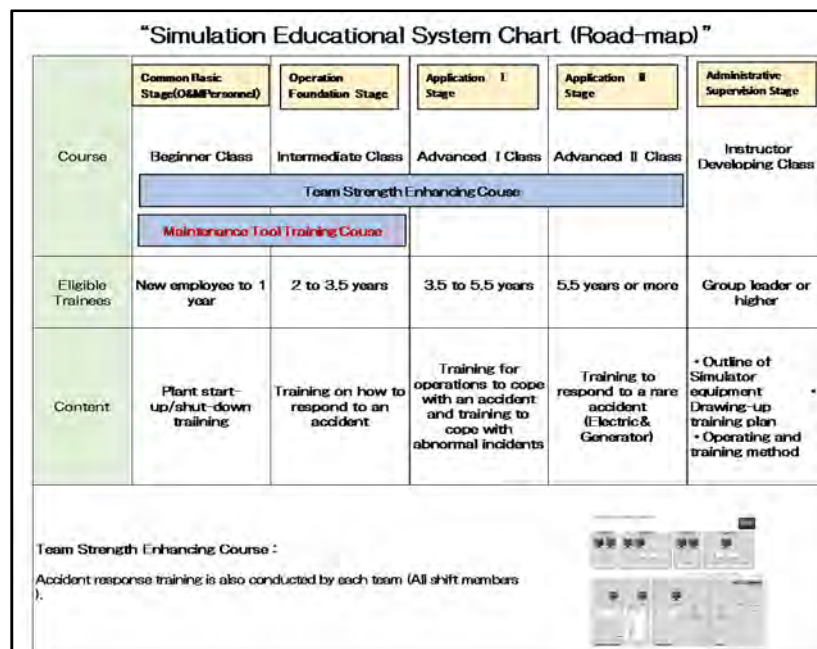 “Simulation Educational System Chart (Road-map)”
Common Basic
Stage(O&MPersonnel)
Operation
Foundation Stage
Application I
Stage
Application II
Stage
Administrative
Supervision Stage
Course
Beginner Class
Intermediate Class
Advanced I Class
Advanced II Class
Instructor
Developing Class
Team Strength Enhancing Couse
Maintenance Tool Training Couse
Eligible
Trainees
New employee to 1
year
2 to 3.5 years
3.5 to 5.5 years
5.5 years or more
Group leader or
higher
Content
Plant start-
up/shut-down
training
Training on how to
respond to an
accident
Training for
operations to cope
with an accident
and training to
cope with
abnormal incidents
Training to
respond to a rare
accident
(Electric&
Generator)
・Outline of
Simulator
equipment ・
Drawing-up
training plan
・Operating and
training method
Team Strength Enhancing Course :
Accident response training is also conducted by each team (All shift members
).